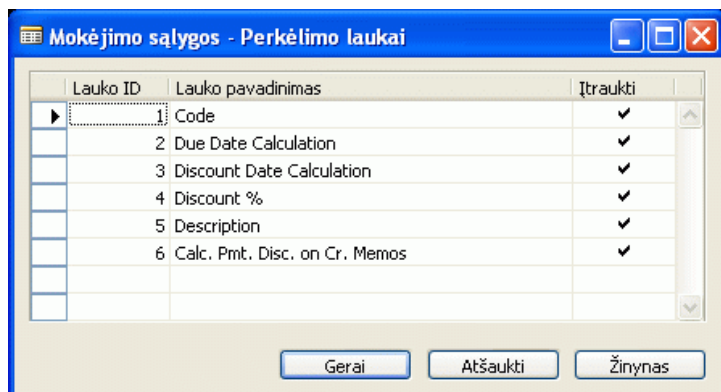 Mokėjimo sąlygos - Perkėlimo laukai
Lauko ID Lauko pavadinimas Įtraukti
1 Code
2 Due Date Calculation
3 Discount Date Calculation
4 Discount %
5 Description
6 Calc. Pmt. Disc. on Cr. Memos
Gerai Atšaukti Žinynas